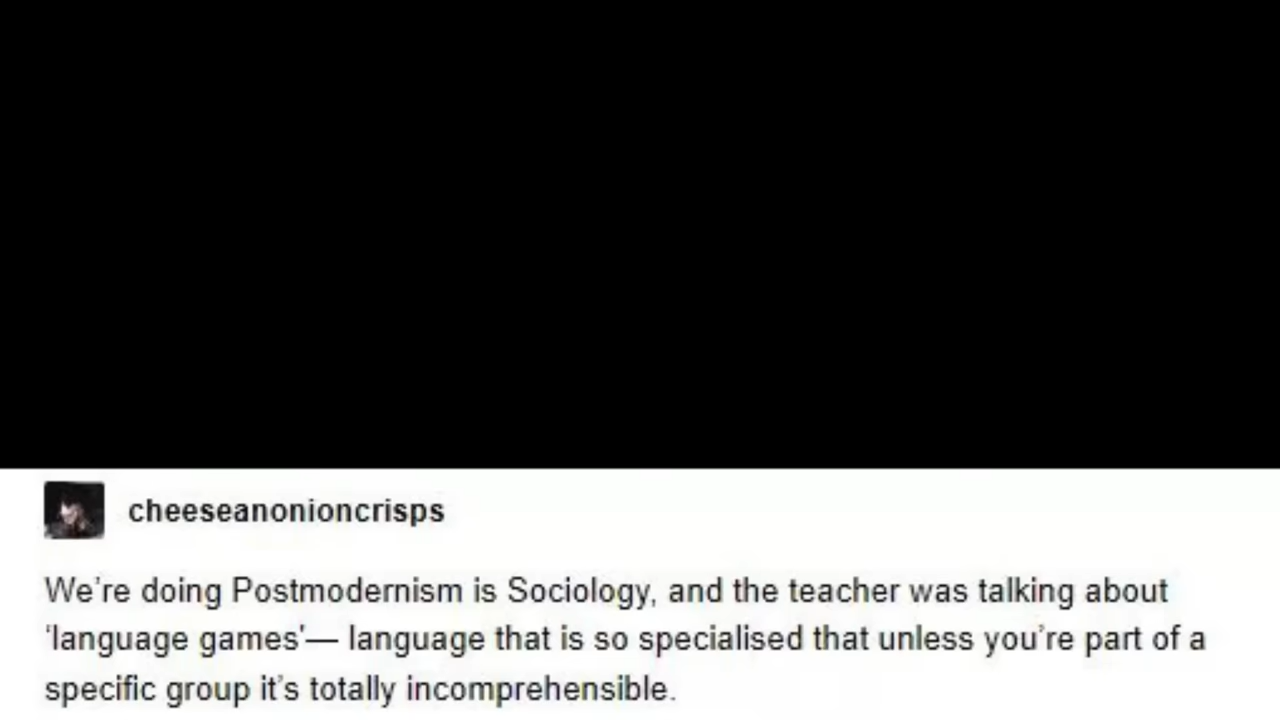 cheeseanonioncrisps
We’re doing Postmodernism is Sociology, and the teacher was talking about
‘language games’— language that is so specialised that unless you’re part of a
specific group it’s totally incomprehensible.